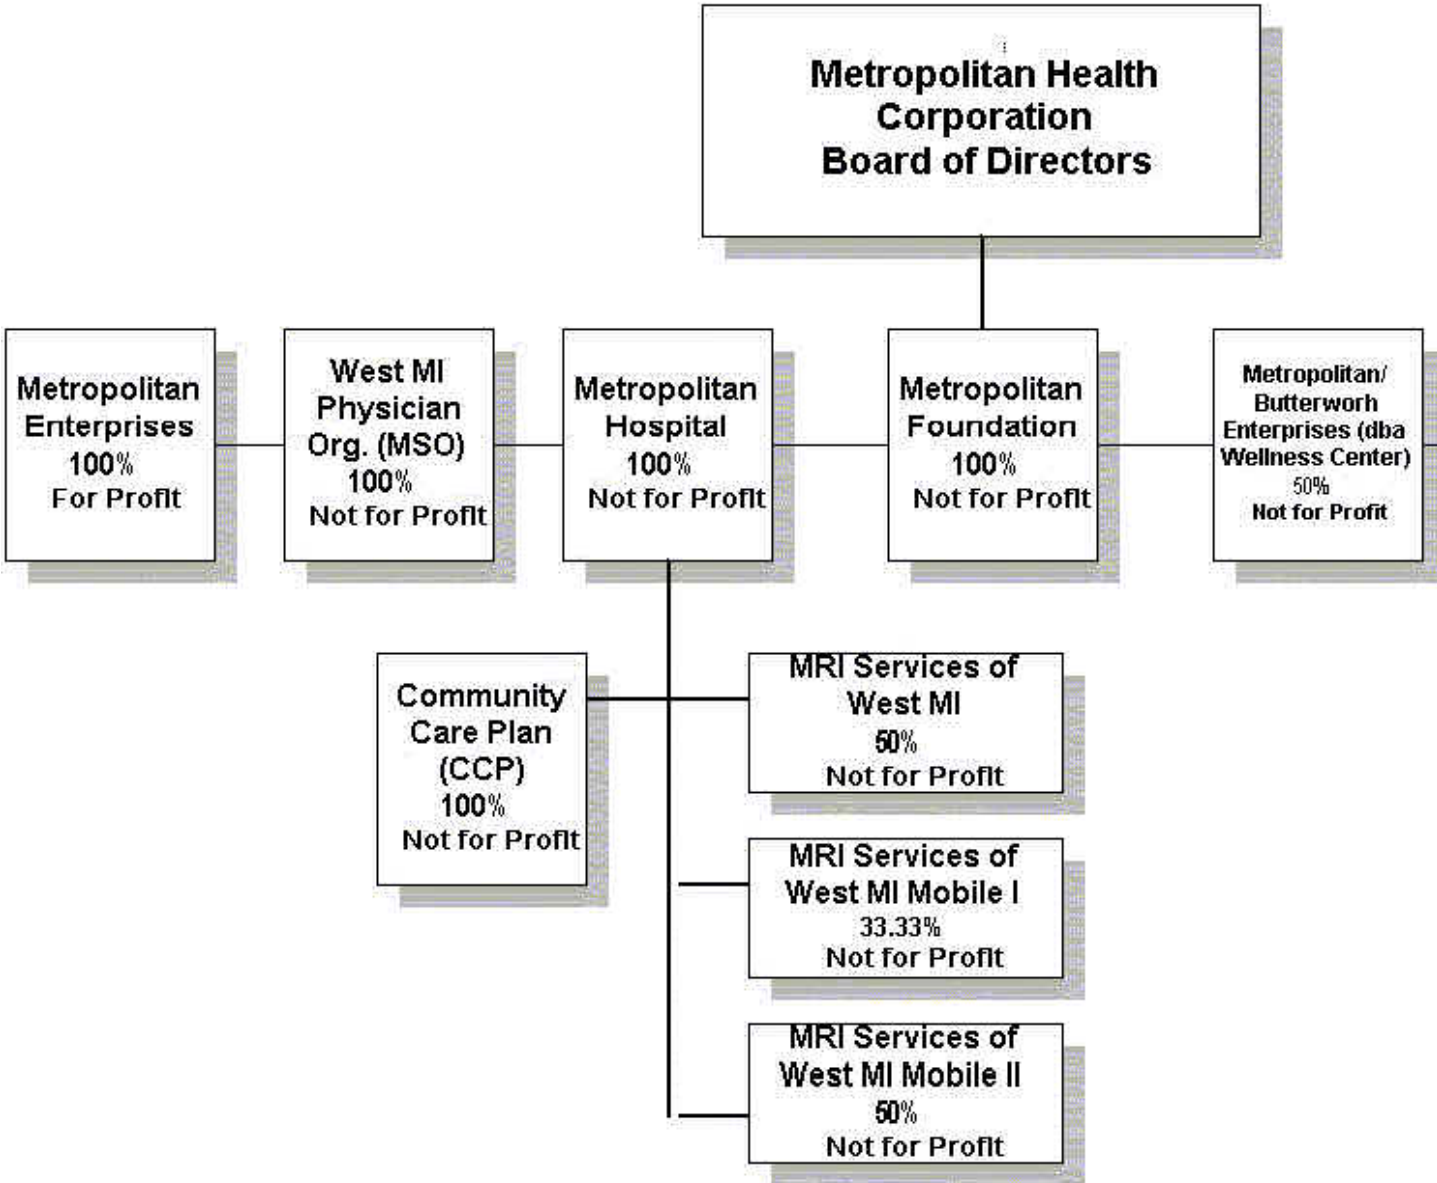 Metropolitan Health
Corporation
Board of Directors
Metropolitan
Enterprises
100%
For Profit
West MI
Physician
Org. (MSO)
100%
Not for Profit
Metropolitan
Hospital
100%
Not for Profit
Metropolitan
Foundation
100%
Not for Profit
Metropolitan/
Butterworh
Enterprises (dba
Wellness Center)
50%
Not for Profit
Community
Care Plan
(CCP)
100%
Not for Profit
MRI Services of
West MI
50%
Not for Profit
MRI Services of
West MI Mobile I
33.33%
Not for Profit
MRI Services of
West MI Mobile II
50%
Not for Profit